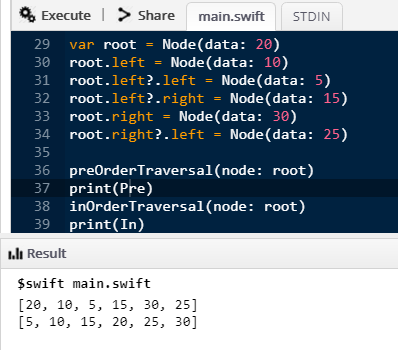 Execute Share main.swift STDIN
29 var root = Node(data: 20)
30 root.left = Node(data: 10)
31 root.left?.left = Node(data: 5)
32 root.left?.right = Node(data: 15)
33 root.right = Node(data: 30)
34 root.right?.left = Node(data: 25)
35
36 preOrderTraversal(node: root)
37 print(Pre)
38 inOrderTraversal(node: root)
39 print(In)
Result
$swift main.swift
[20, 10, 5, 15, 30, 25]
[5, 10, 15, 20, 25, 30]